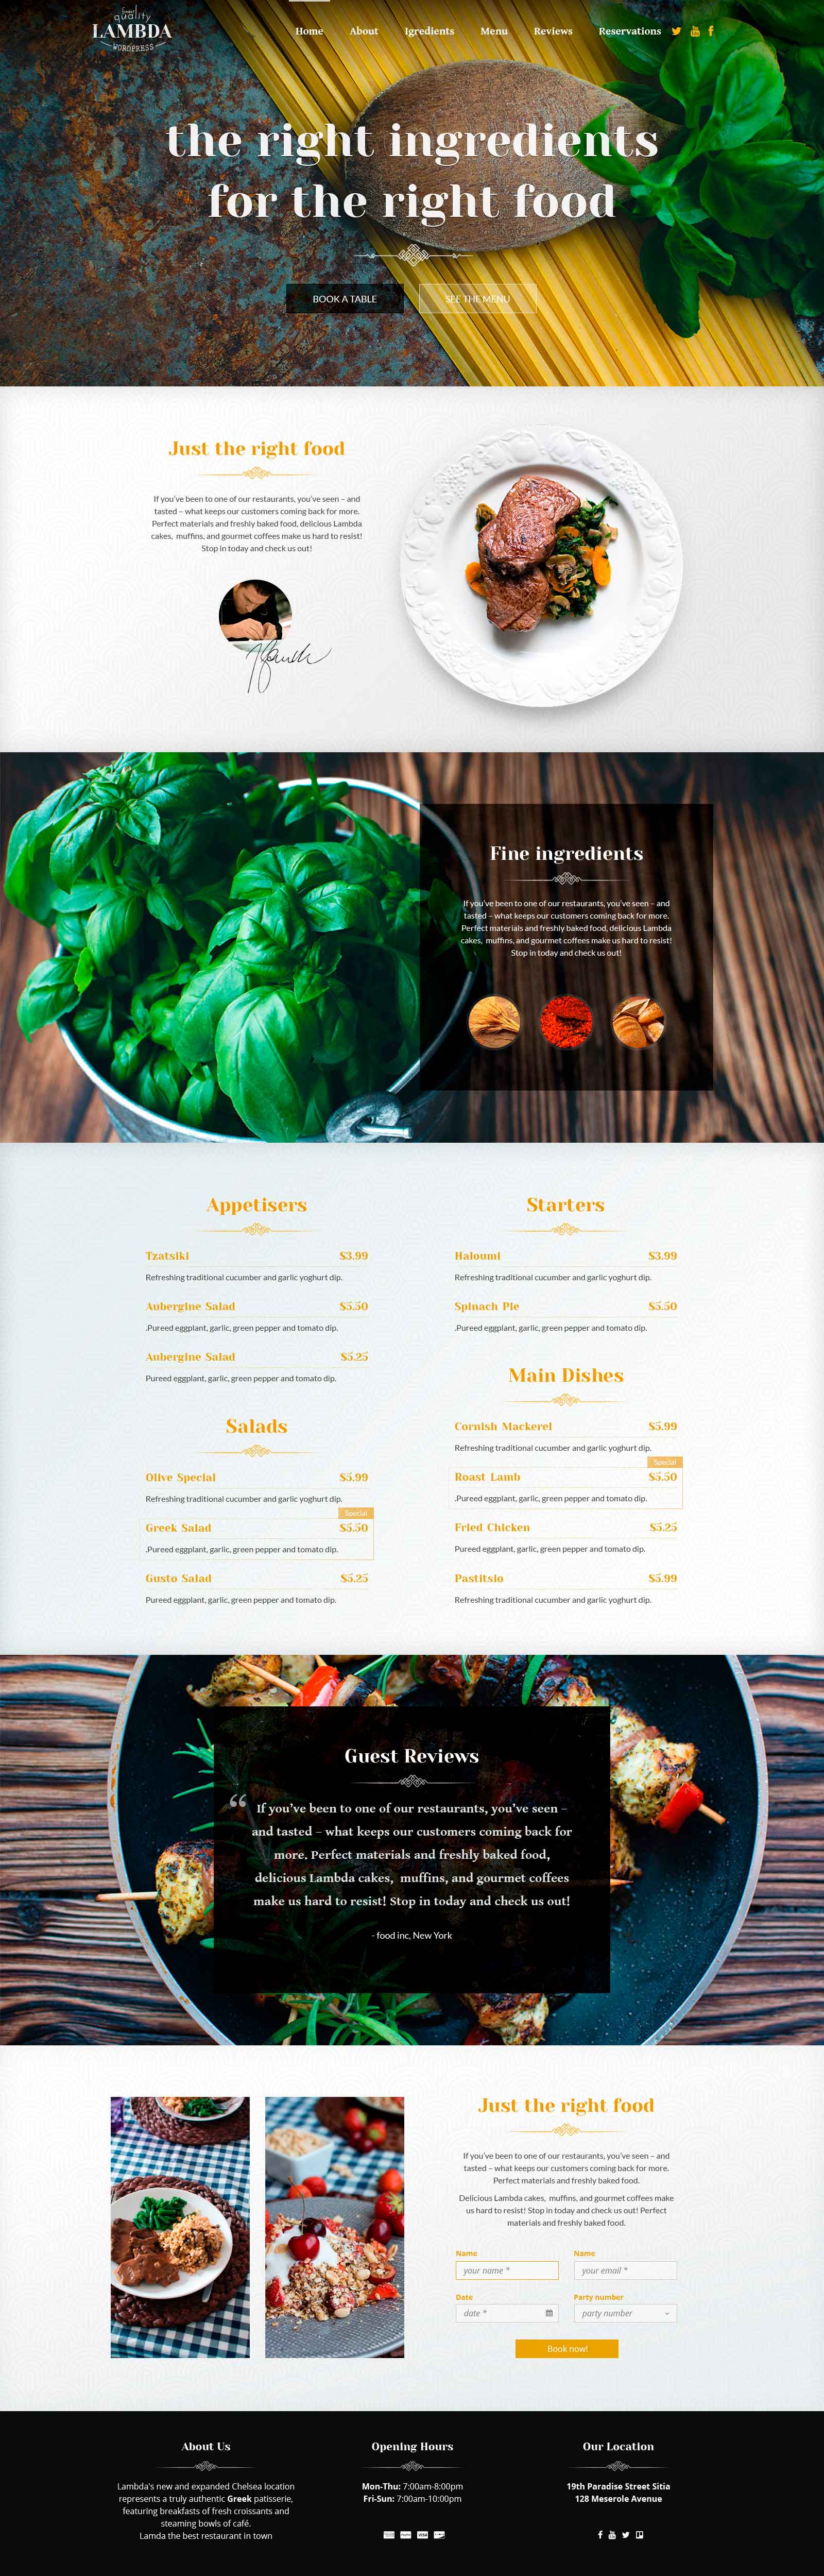 finest
quality
LAMBDA
WORDPRESS
Home About Igredients Menu Reviews Reservations
the right ingredients
for the right food
BOOK A TABLE
SEE THE MENU
Just the right food
If you've been to one of our restaurants, you've seen – and
tasted – what keeps our customers coming back for more.
Perfect materials and freshly baked food, delicious Lambda
cakes, muffins, and gourmet coffees make us hard to resist!
Stop in today and check us out!
Fine ingredients
If you've been to one of our restaurants, you've seen – and
tasted – what keeps our customers coming back for more.
Perfect materials and freshly baked food, delicious Lambda
cakes, muffins, and gourmet coffees make us hard to resist!
Stop in today and check us out!
Appetisers
Tzatsiki $3.99
Refreshing traditional cucumber and garlic yoghurt dip.
Aubergine Salad $5.50
.Pureed eggplant, garlic, green pepper and tomato dip.
Aubergine Salad $5.25
Pureed eggplant, garlic, green pepper and tomato dip.
Salads
Olive Special $5.99
Refreshing traditional cucumber and garlic yoghurt dip.
Special
Greek Salad $5.50
.Pureed eggplant, garlic, green pepper and tomato dip.
Gusto Salad $5.25
Pureed eggplant, garlic, green pepper and tomato dip.
Starters
Haloumi $3.99
Refreshing traditional cucumber and garlic yoghurt dip.
Spinach Pie $5.50
.Pureed eggplant, garlic, green pepper and tomato dip.
Main Dishes
Cornish Mackerel $5.99
Refreshing traditional cucumber and garlic yoghurt dip.
Special
Roast Lamb $5.50
.Pureed eggplant, garlic, green pepper and tomato dip.
Fried Chicken $5.25
Pureed eggplant, garlic, green pepper and tomato dip.
Pastitsio $5.99
Refreshing traditional cucumber and garlic yoghurt dip.
Guest Reviews
“ If you've been to one of our restaurants, you've seen –
and tasted – what keeps our customers coming back for
more. Perfect materials and freshly baked food,
delicious Lambda cakes, muffins, and gourmet coffees
make us hard to resist! Stop in today and check us out!
- food inc, New York
Just the right food
If you've been to one of our restaurants, you've seen – and
tasted – what keeps our customers coming back for more.
Perfect materials and freshly baked food.
Delicious Lambda cakes, muffins, and gourmet coffees make
us hard to resist! Stop in today and check us out! Perfect
materials and freshly baked food.
Name Name
your name * your email *
Date Party number
date * party number
Book now!
About Us
Lambda's new and expanded Chelsea location
represents a truly authentic Greek patisserie,
featuring breakfasts of fresh croissants and
steaming bowls of café.
Lamda the best restaurant in town
Opening Hours
Mon-Thu: 7:00am-8:00pm
Fri-Sun: 7:00am-10:00pm
Our Location
19th Paradise Street Sitia
128 Meserole Avenue